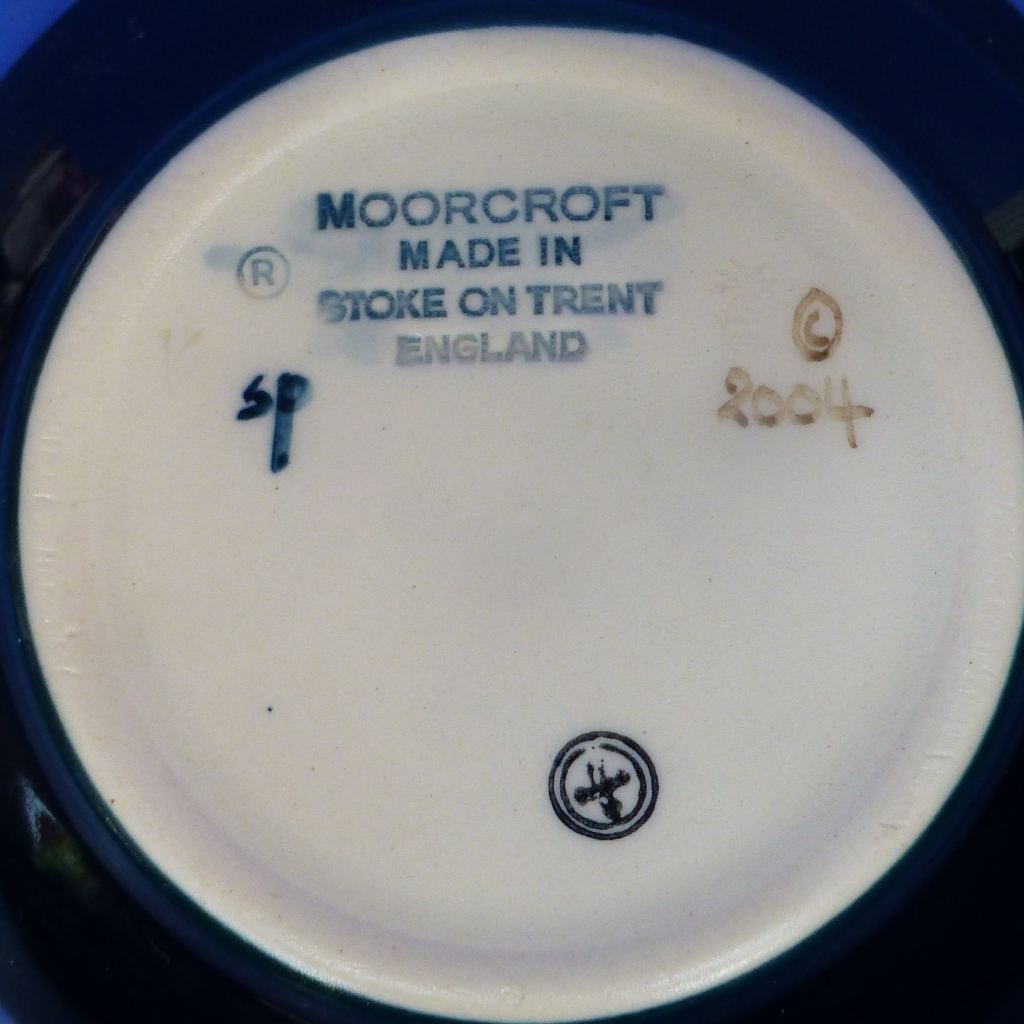 MOORCROFT
MADE IN
®
STOKE ON TRENT
ENGLAND
©
sp
2004